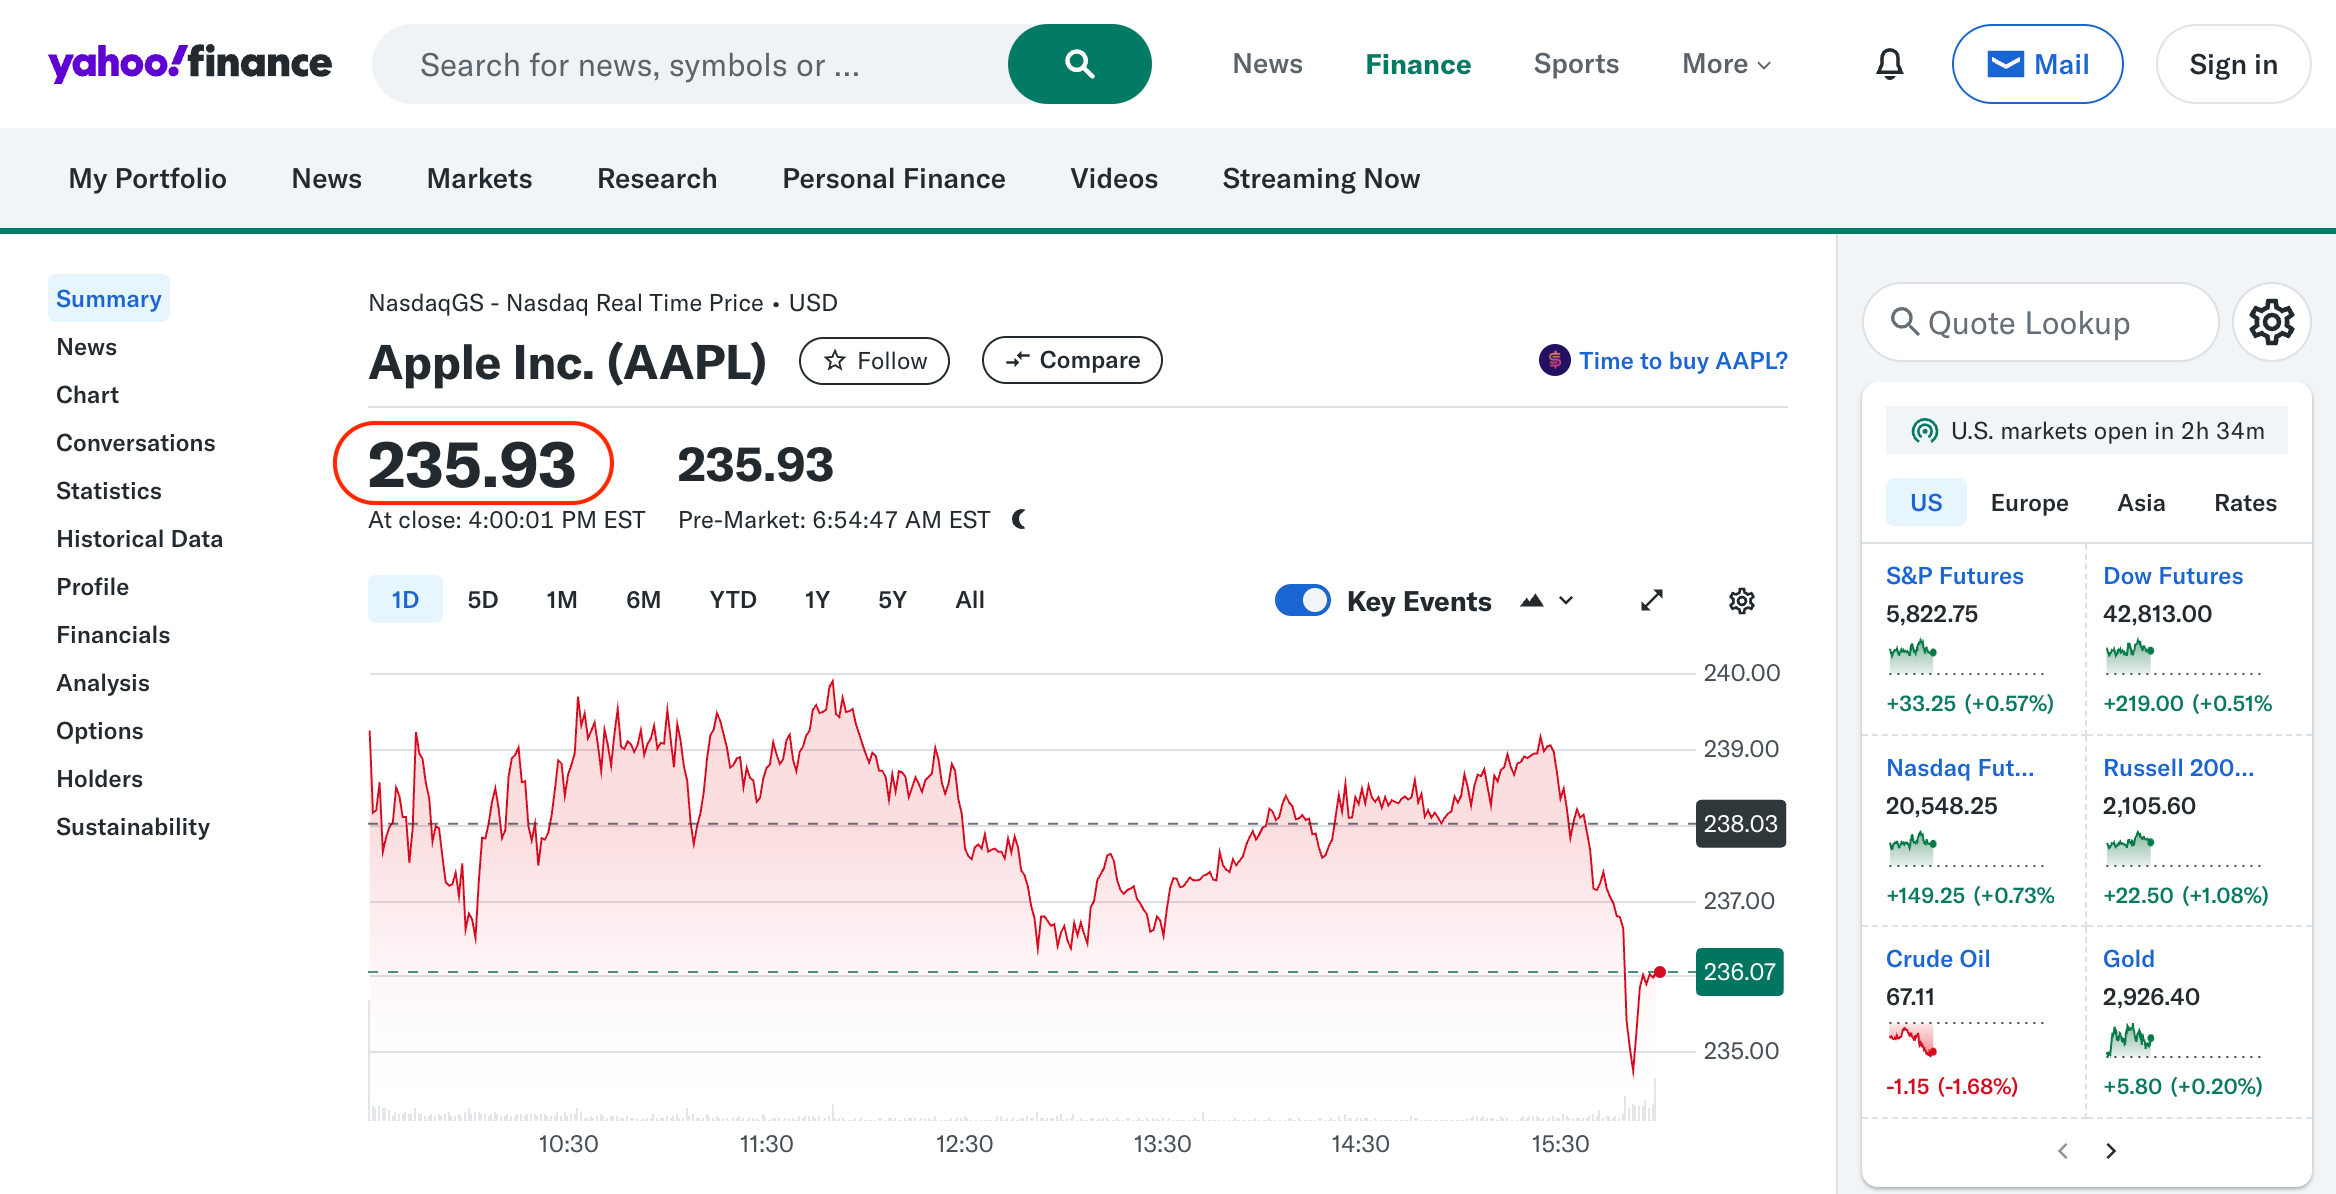 yahoo!finance
Search for news, symbols or ...
News Finance Sports More
Mail
Sign in
My Portfolio News Markets Research Personal Finance Videos Streaming Now
Summary
News
Chart
Conversations
Statistics
Historical Data
Profile
Financials
Analysis
Options
Holders
Sustainability
NasdaqGS - Nasdaq Real Time Price • USD
Apple Inc. (AAPL)
Follow
Compare
Time to buy AAPL?
235.93 235.93
At close: 4:00:01 PM EST Pre-Market: 6:54:47 AM EST
1D 5D 1M 6M YTD 1Y 5Y All
Key Events
240.00
239.00
238.03
237.00
236.07
235.00
10:30 11:30 12:30 13:30 14:30 15:30
Quote Lookup
U.S. markets open in 2h 34m
US Europe Asia Rates
S&P Futures
5,822.75
+33.25 (+0.57%)
Dow Futures
42,813.00
+219.00 (+0.51%
Nasdaq Fut...
20,548.25
+149.25 (+0.73%
Russell 200...
2,105.60
+22.50 (+1.08%)
Crude Oil
67.11
-1.15 (-1.68%)
Gold
2,926.40
+5.80 (+0.20%)